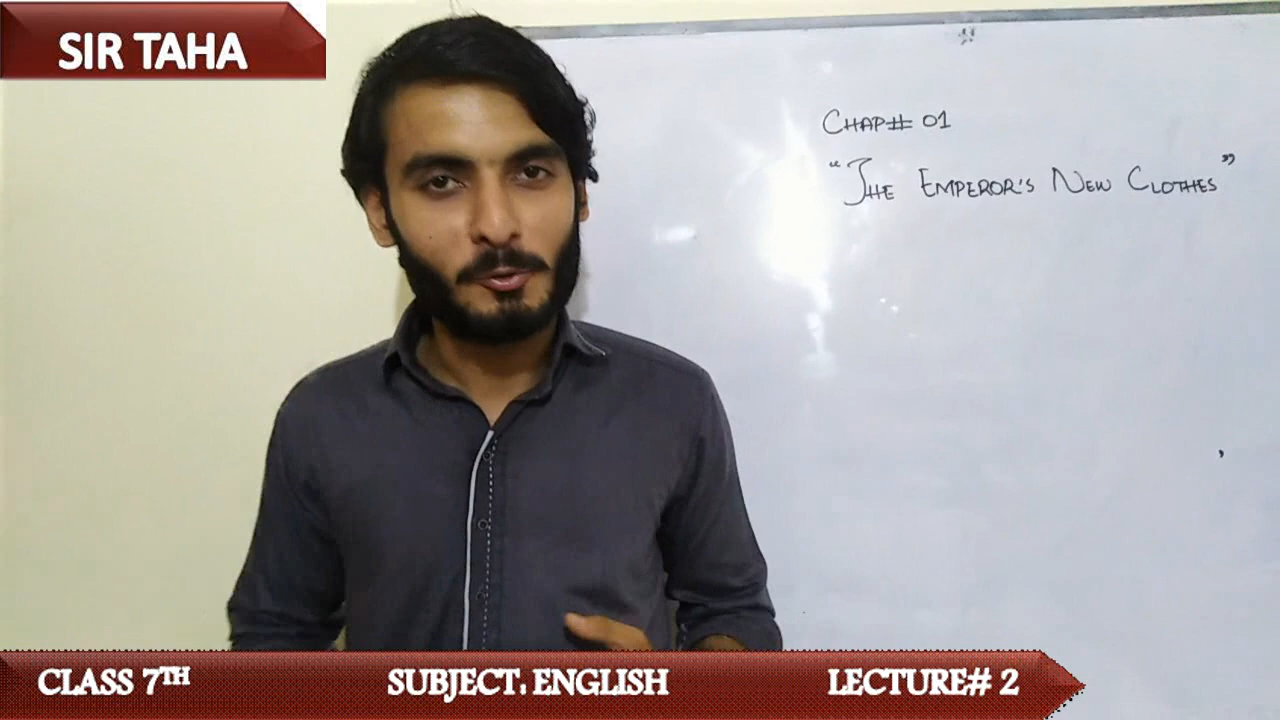 SIR TAHA
CHAP# 01
"THE EMPEROR'S NEW CLOTHES"
CLASS 7TH SUBJECT: ENGLISH LECTURE# 2